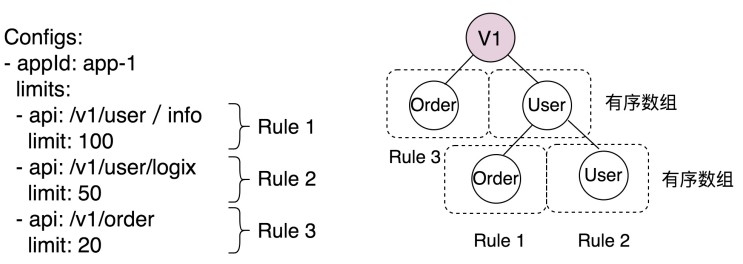 Configs:
- appId: app-1
limits:
- api: /v1/user / info
limit: 100
Rule 1
- api: /v1/user/logix
limit: 50
Rule 2
- api: /v1/order
limit: 20
Rule 3
V1
Order
User
有序数组
Rule 3
Order
User
有序数组
Rule 1
Rule 2